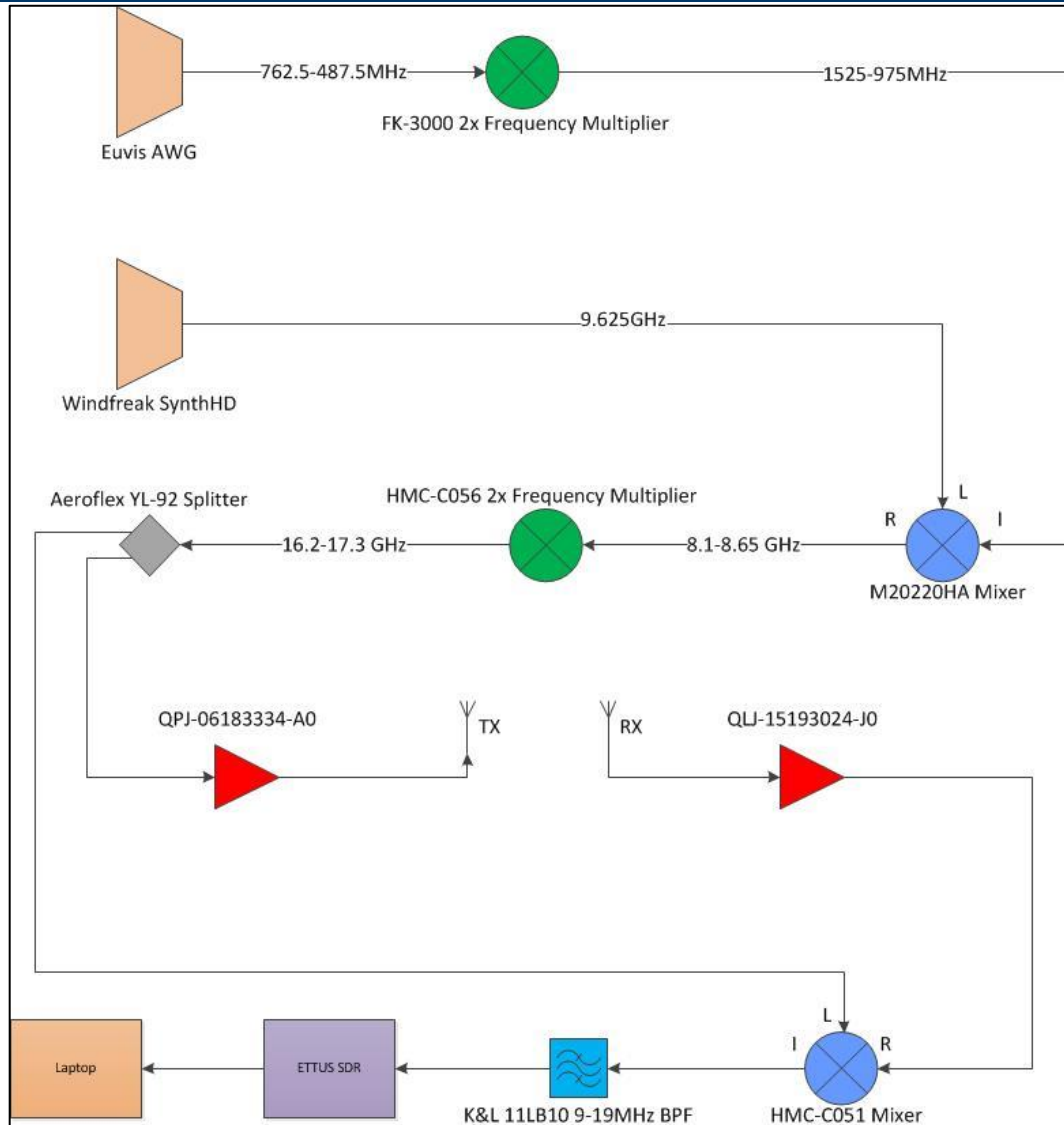 762.5-487.5MHz
1525-975MHz
FK-3000 2x Frequency Multiplier
Euvis AWG
9.625GHz
Windfreak SynthHD
Aeroflex YL-92 Splitter
HMC-C056 2x Frequency Multiplier
L
R
I
16.2-17.3 GHz
8.1-8.65 GHz
M20220HA Mixer
QPJ-06183334-A0
TX
RX
QLJ-15193024-J0
L
I
R
Laptop
ETTUS SDR
K&L 11LB10 9-19MHz BPF
HMC-C051 Mixer